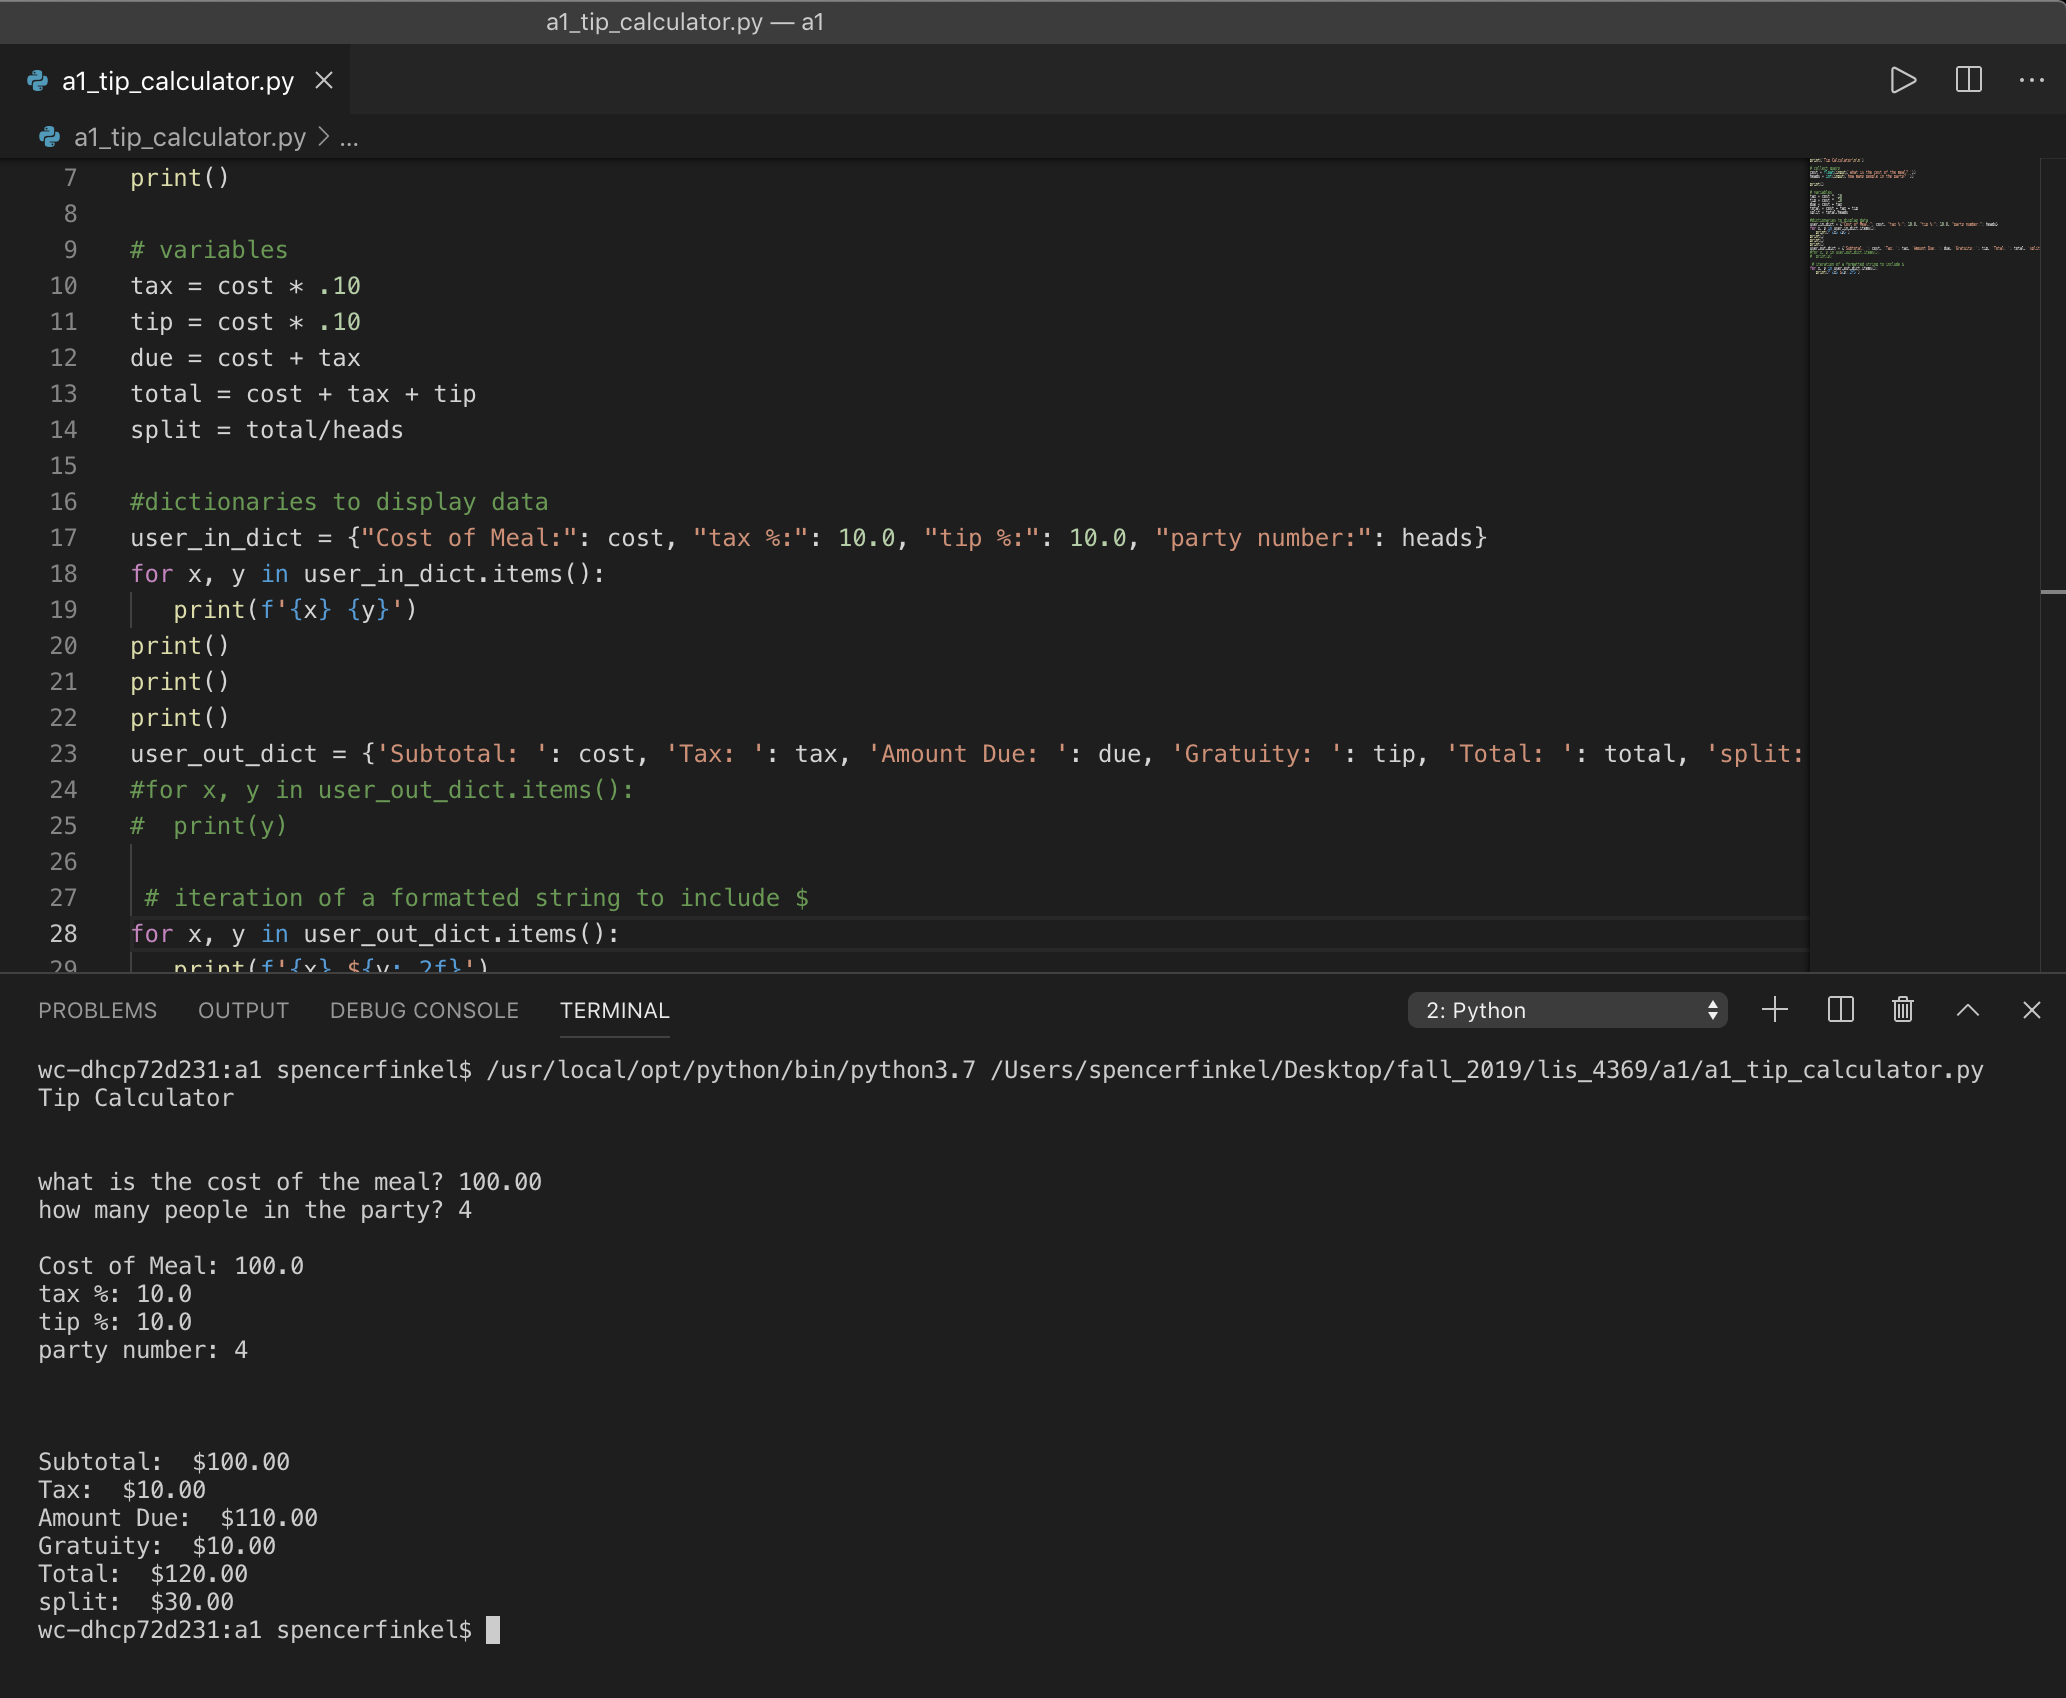 a1_tip_calculator.py — a1
a1_tip_calculator.py
a1_tip_calculator.py > ...
7 print()
8
9 # variables
10 tax = cost * .10
11 tip = cost * .10
12 due = cost + tax
13 total = cost + tax + tip
14 split = total/heads
15
16 #dictionaries to display data
17 user_in_dict = {"Cost of Meal:": cost, "tax %:": 10.0, "tip %:": 10.0, "party number:": heads}
18 for x, y in user_in_dict.items():
19 print(f'{x} {y}')
20 print()
21 print()
22 print()
23 user_out_dict = {'Subtotal: ': cost, 'Tax: ': tax, 'Amount Due: ': due, 'Gratuity: ': tip, 'Total: ': total, 'split:
24 #for x, y in user_out_dict.items():
25 #  print(y)
26
27 # iteration of a formatted string to include $
28 for x, y in user_out_dict.items():
29 print(f'{x} ${y:.2f}')
PROBLEMS OUTPUT DEBUG CONSOLE TERMINAL 2: Python
wc-dhcp72d231:a1 spencerfinkel$ /usr/local/opt/python/bin/python3.7 /Users/spencerfinkel/Desktop/fall_2019/lis_4369/a1/a1_tip_calculator.py
Tip Calculator
what is the cost of the meal? 100.00
how many people in the party? 4
Cost of Meal: 100.0
tax %: 10.0
tip %: 10.0
party number: 4
Subtotal:  $100.00
Tax:  $10.00
Amount Due:  $110.00
Gratuity:  $10.00
Total:  $120.00
split:  $30.00
wc-dhcp72d231:a1 spencerfinkel$